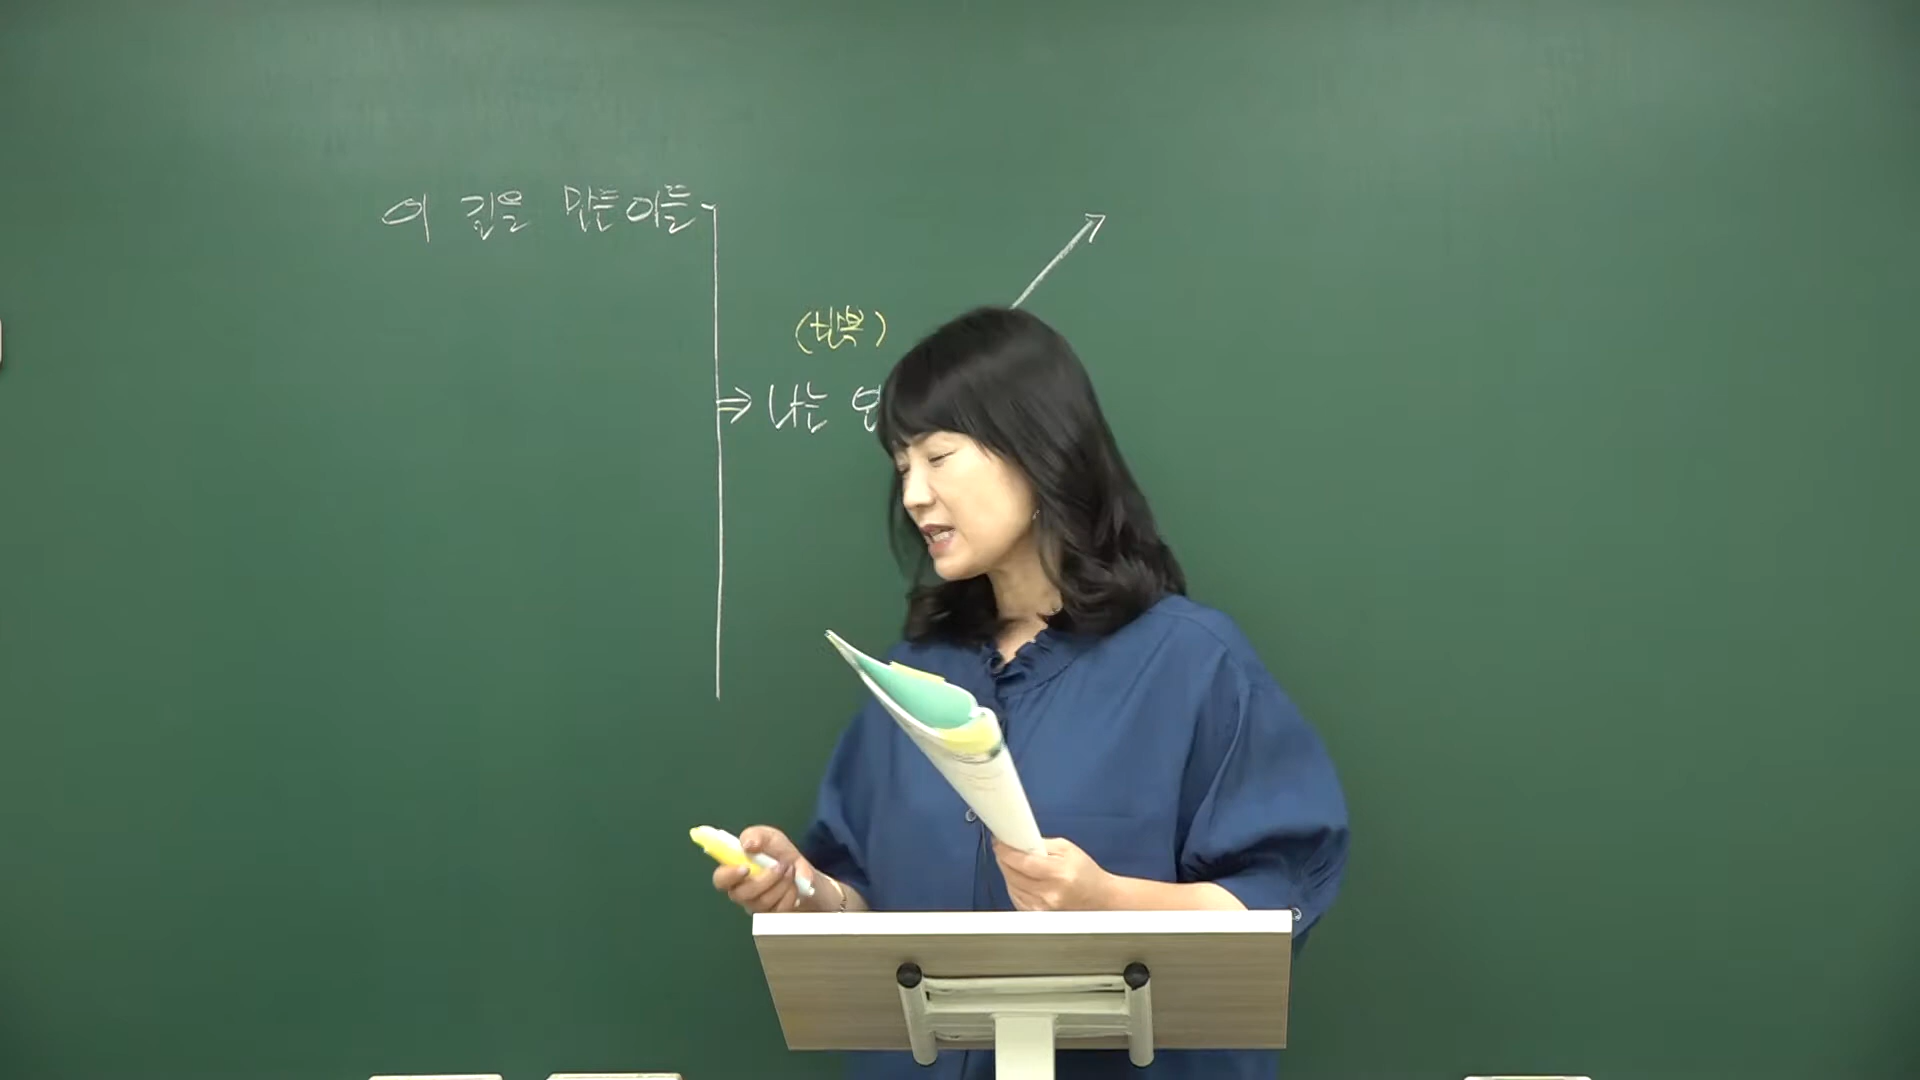 이 길을 만든 이들
(반복)
⇒ 나는